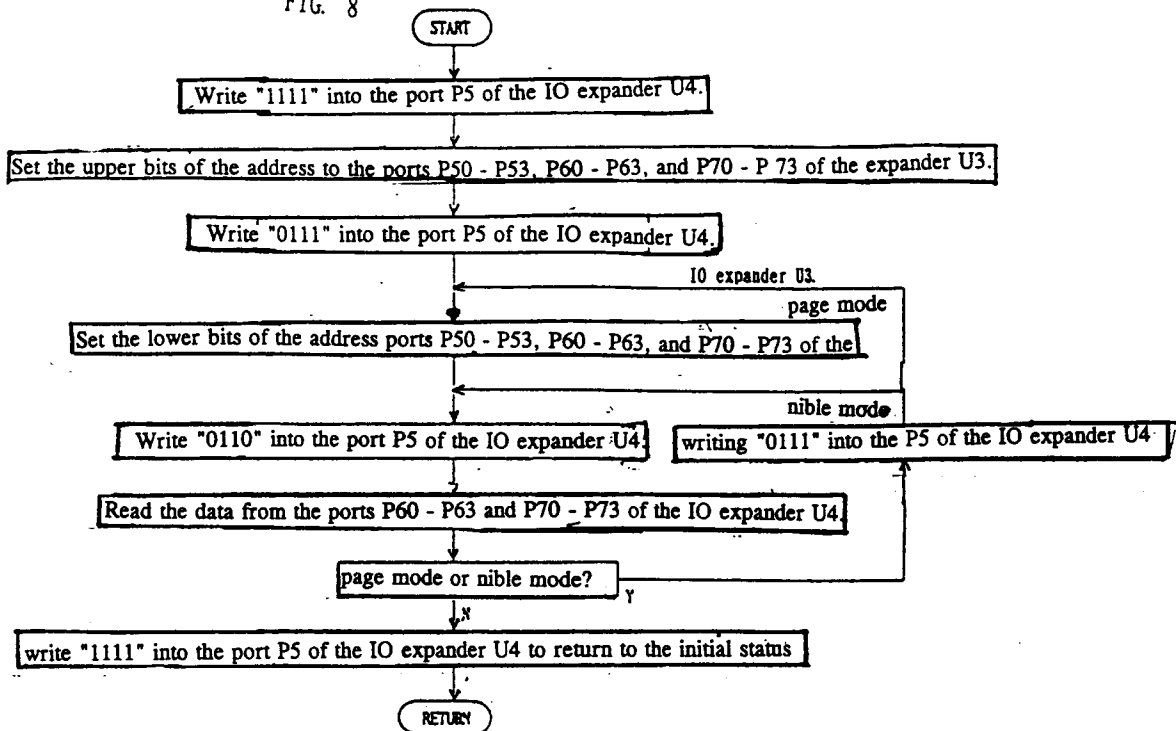 FIG. 8
START
Write "1111" into the port P5 of the IO expander U4.
Set the upper bits of the address to the ports P50 - P53, P60 - P63, and P70 - P 73 of the expander U3.
Write "0111" into the port P5 of the IO expander U4.
IO expander U3.
page mode
Set the lower bits of the address ports P50 - P53, P60 - P63, and P70 - P73 of the
nible mode
Write "0110" into the port P5 of the IO expander U4.
writing "0111" into the P5 of the IO expander U4
Read the data from the ports P60 - P63 and P70 - P73 of the IO expander U4.
page mode or nible mode?
Y
N
write "1111" into the port P5 of the IO expander U4 to return to the initial status
RETURN